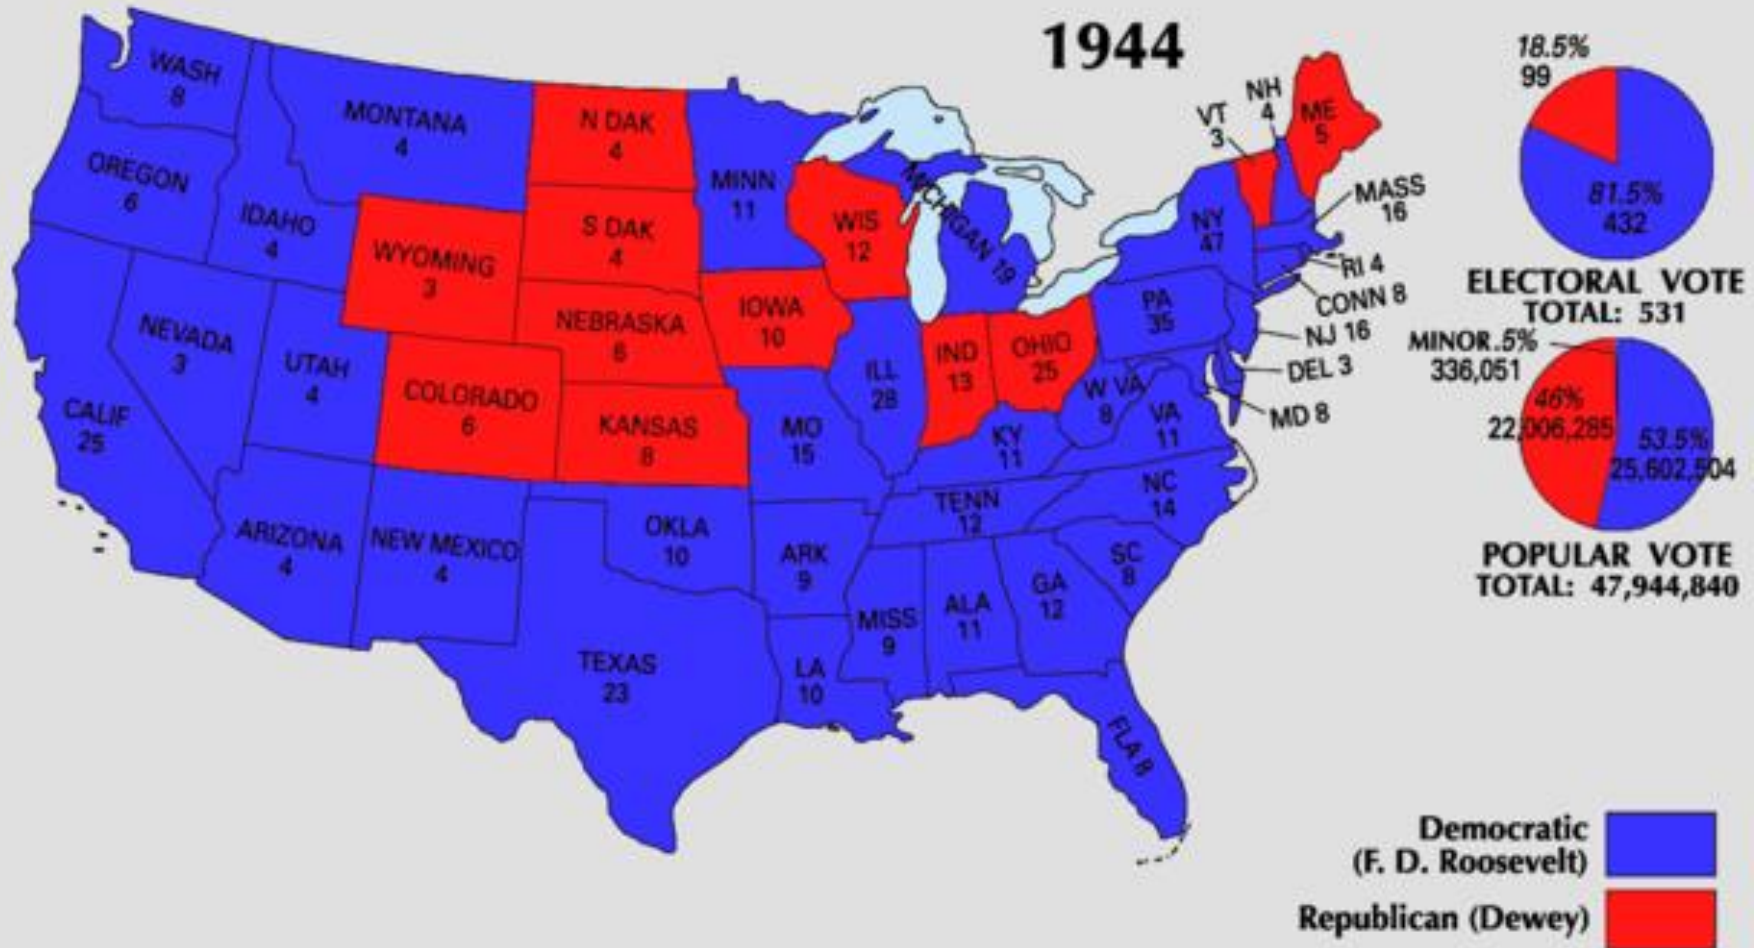 1944
WASH
8
MONTANA
4
N DAK
4
MINN
11
OREGON
6
IDAHO
4
WYOMING
3
S DAK
4
WIS
12
MICHIGAN 19
NY
47
VT
3
NH
4
ME
5
MASS
16
RI 4
CONN 8
NJ 16
DEL 3
MD 8
NEVADA
3
UTAH
4
NEBRASKA
6
IOWA
10
ILL
28
IND
13
OHIO
25
PA
35
W VA
8
VA
11
CALIF
25
COLORADO
6
KANSAS
8
MO
15
KY
11
ARIZONA
4
NEW MEXICO
4
OKLA
10
ARK
9
TENN
12
NC
14
SC
8
TEXAS
23
LA
10
MISS
9
ALA
11
GA
12
FLA 8
18.5%
99
81.5%
432
ELECTORAL VOTE
TOTAL: 531
MINOR .5%
336,051
46%
22,006,285
53.5%
25,602,504
POPULAR VOTE
TOTAL: 47,944,840
Democratic
(F. D. Roosevelt)
Republican (Dewey)